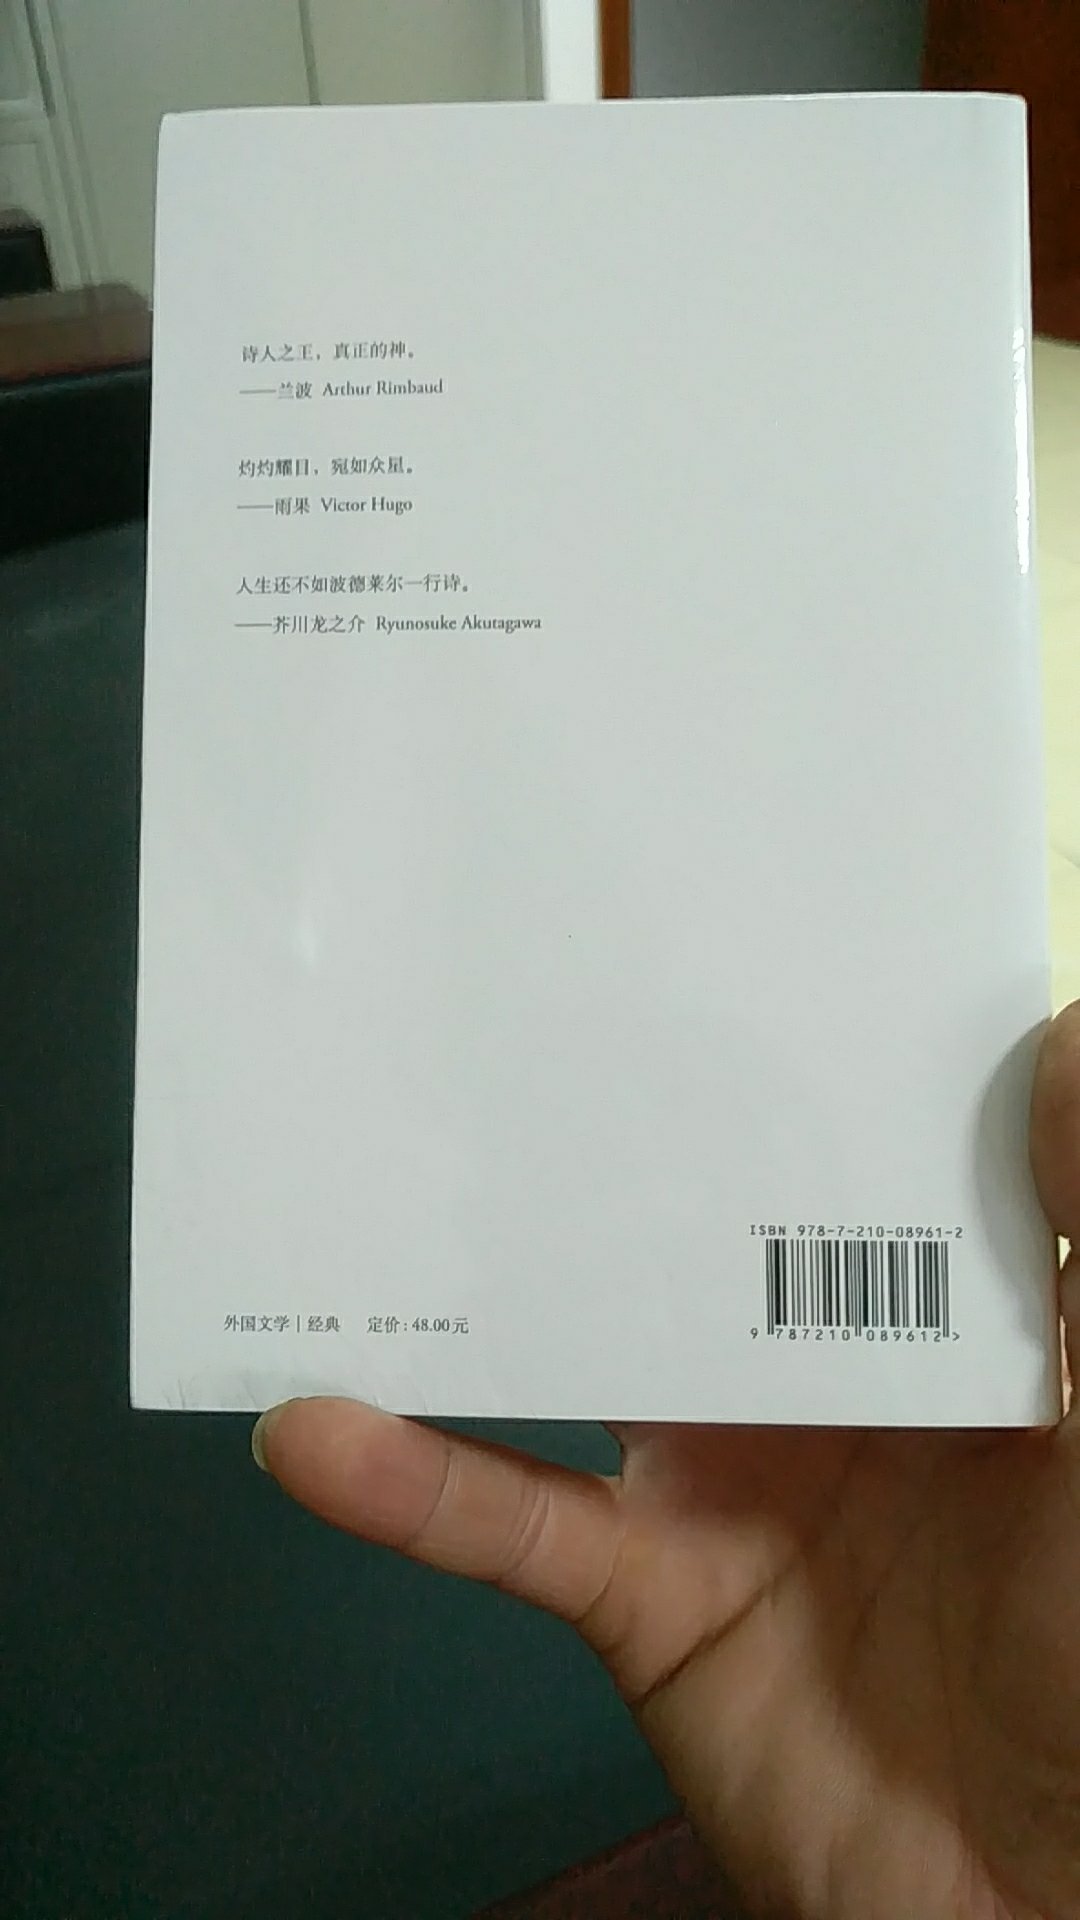 诗人之王，真正的神。
——兰波 Arthur Rimbaud
灼灼耀目，宛如众星。
——雨果 Victor Hugo
人生还不如波德莱尔一行诗。
——芥川龙之介 Ryunosuke Akutagawa
ISBN 978-7-210-08961-2
9 787210 089612 >
外国文学｜经典 定价：48.00元